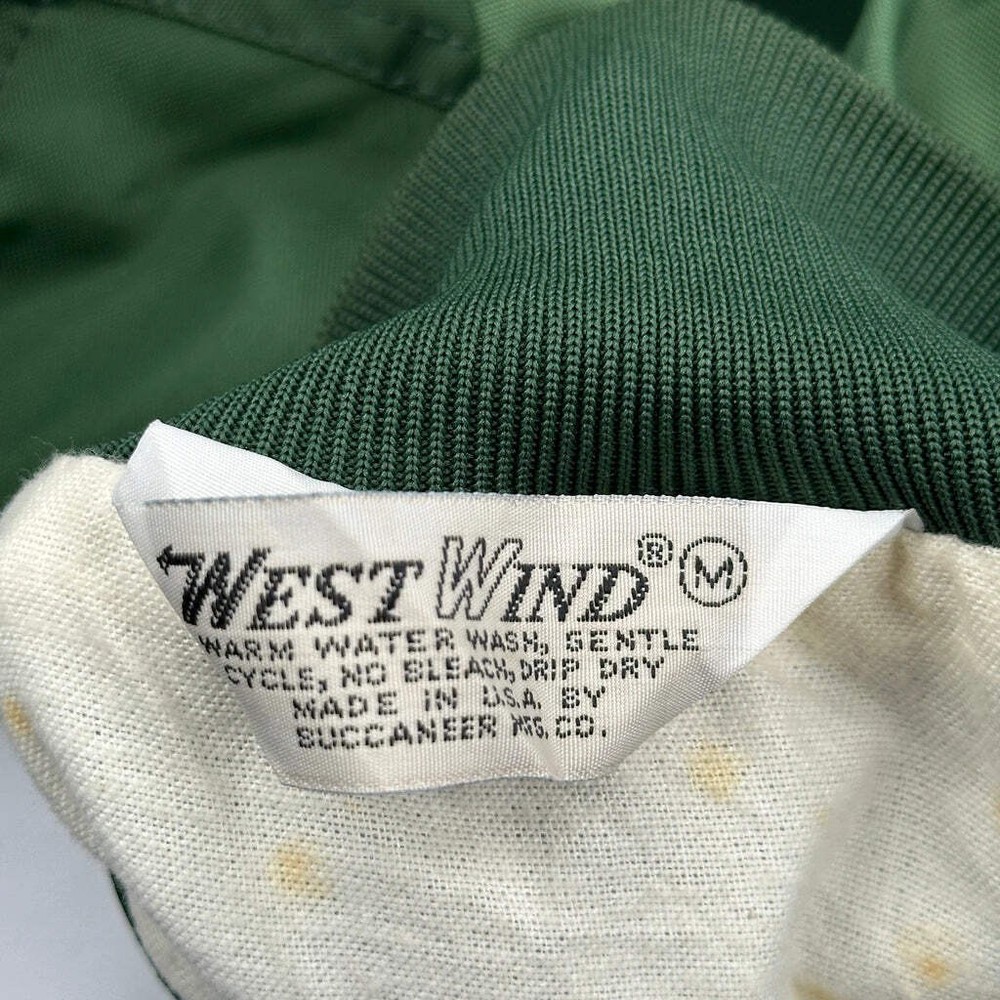 WEST WIND® M
WARM WATER WASH, GENTLE
CYCLE, NO BLEACH, DRIP DRY
MADE IN U.S.A. BY
BUCCANEER MFG. CO.